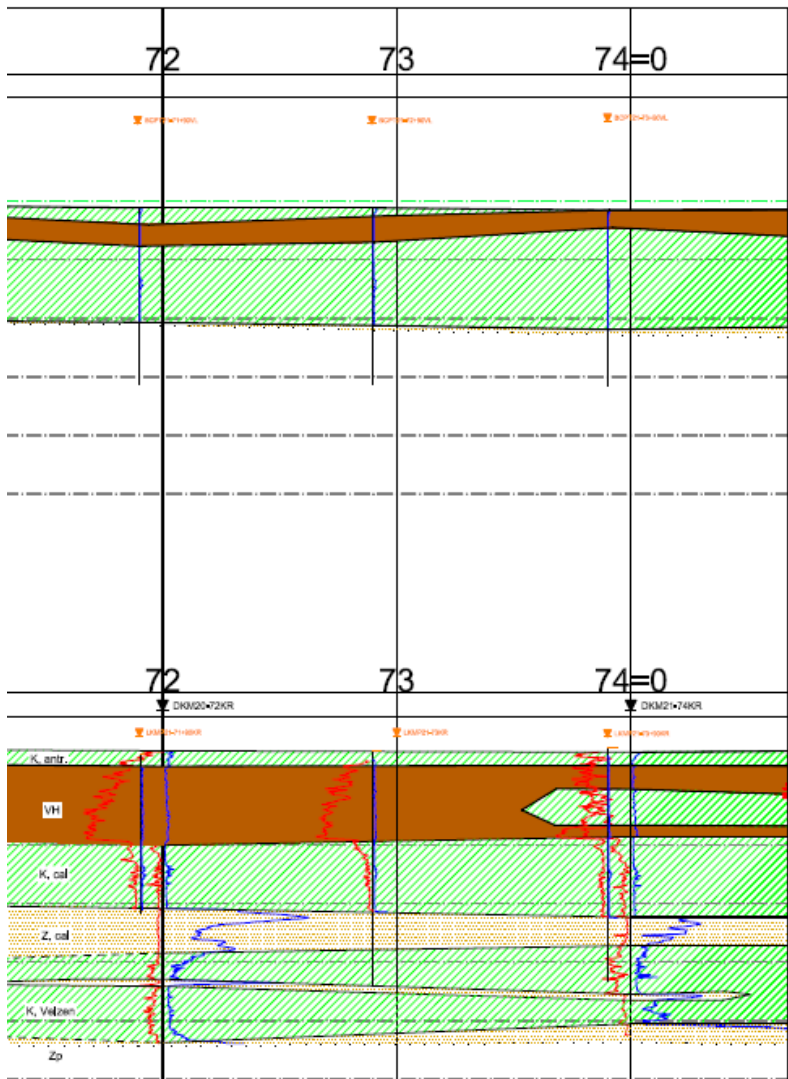 72 73 74=0
72 73 74=0
DKM20-72KR DKM21-74KR
K, antr.
VH
K, cal
Z, cal
K, Velzen
Zp